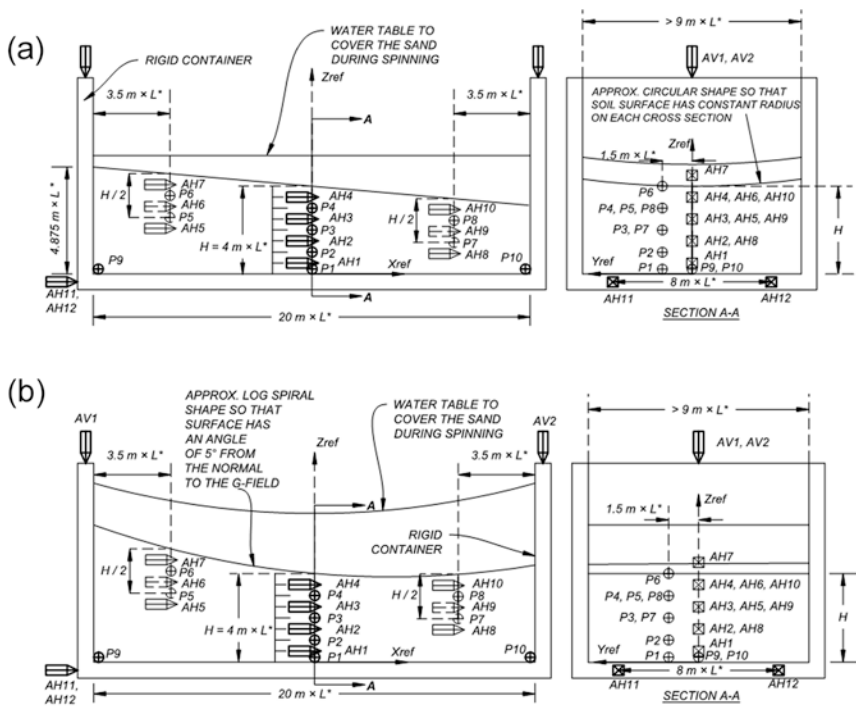 (a)
RIGID CONTAINER
WATER TABLE TO
COVER THE SAND
DURING SPINNING
Zref
3.5 m × L*
3.5 m × L*
A
4.875 m × L*
H / 2
AH7
P6
AH6
P5
AH5
AH4
P4
AH3
P3
AH2
P2
AH1
P1
H = 4 m × L*
H / 2
AH10
P8
AH9
P7
AH8
P9
P10
Xref
AH11,
AH12
A
20 m × L*
> 9 m × L*
AV1, AV2
APPROX. CIRCULAR SHAPE SO THAT
SOIL SURFACE HAS CONSTANT RADIUS
ON EACH CROSS SECTION
Zref
1.5 m × L*
AH7
P6
AH4, AH6, AH10
P4, P5, P8
AH3, AH5, AH9
P3, P7
AH2, AH8
P2
AH1
P1
P9, P10
H
Yref
8 m × L*
AH11
AH12
SECTION A-A
(b)
AV1
APPROX. LOG SPIRAL
SHAPE SO THAT
SURFACE HAS
AN ANGLE
OF 5° FROM
THE NORMAL
TO THE G-FIELD
WATER TABLE TO
COVER THE SAND
DURING SPINNING
AV2
Zref
3.5 m × L*
3.5 m × L*
A
RIGID
CONTAINER
H / 2
AH7
P6
AH6
P5
AH5
AH4
P4
AH3
P3
AH2
P2
AH1
P1
H = 4 m × L*
H / 2
AH10
P8
AH9
P7
AH8
P9
P10
Xref
AH11,
AH12
A
20 m × L*
> 9 m × L*
AV1, AV2
Zref
1.5 m × L*
AH7
P6
AH4, AH6, AH10
P4, P5, P8
AH3, AH5, AH9
P3, P7
AH2, AH8
P2
AH1
P1
P9, P10
H
Yref
8 m × L*
AH11
AH12
SECTION A-A